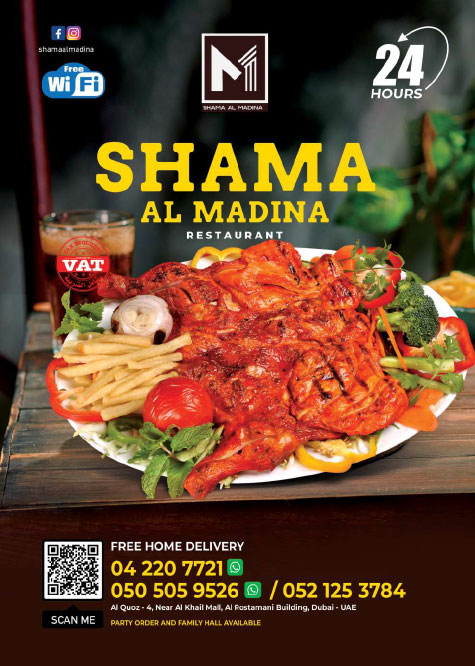 shamaalmadina
Free
WiFi
SHAMA AL MADINA
24
HOURS
SHAMA
AL MADINA
RESTAURANT
VAT
FREE HOME DELIVERY
04 220 7721
050 505 9526 / 052 125 3784
Al Quoz - 4, Near Al Khail Mall, Al Rostamani Building, Dubai - UAE
PARTY ORDER AND FAMILY HALL AVAILABLE
SCAN ME